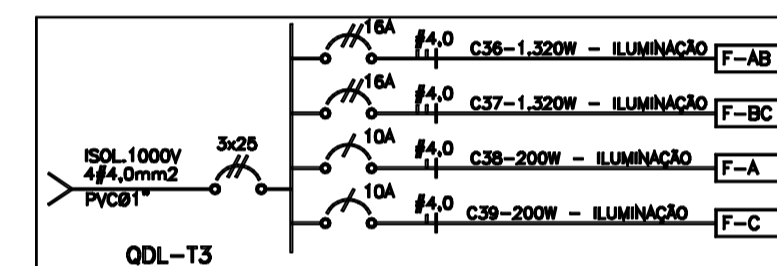 16A #4,0 C36-1.320W - ILUMINAÇÃO F-AB
16A #4,0 C37-1.320W - ILUMINAÇÃO F-BC
10A #4,0 C38-200W - ILUMINAÇÃO F-A
10A #4,0 C39-200W - ILUMINAÇÃO F-C
3x25
ISOL.1000V
4#4,0mm2
PVCØ1"
QDL-T3